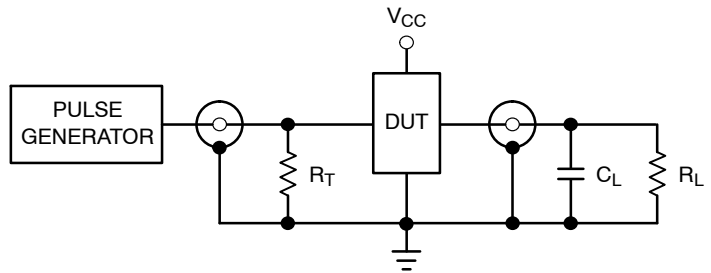 V_CC
PULSE
GENERATOR
DUT
R_T
C_L
R_L